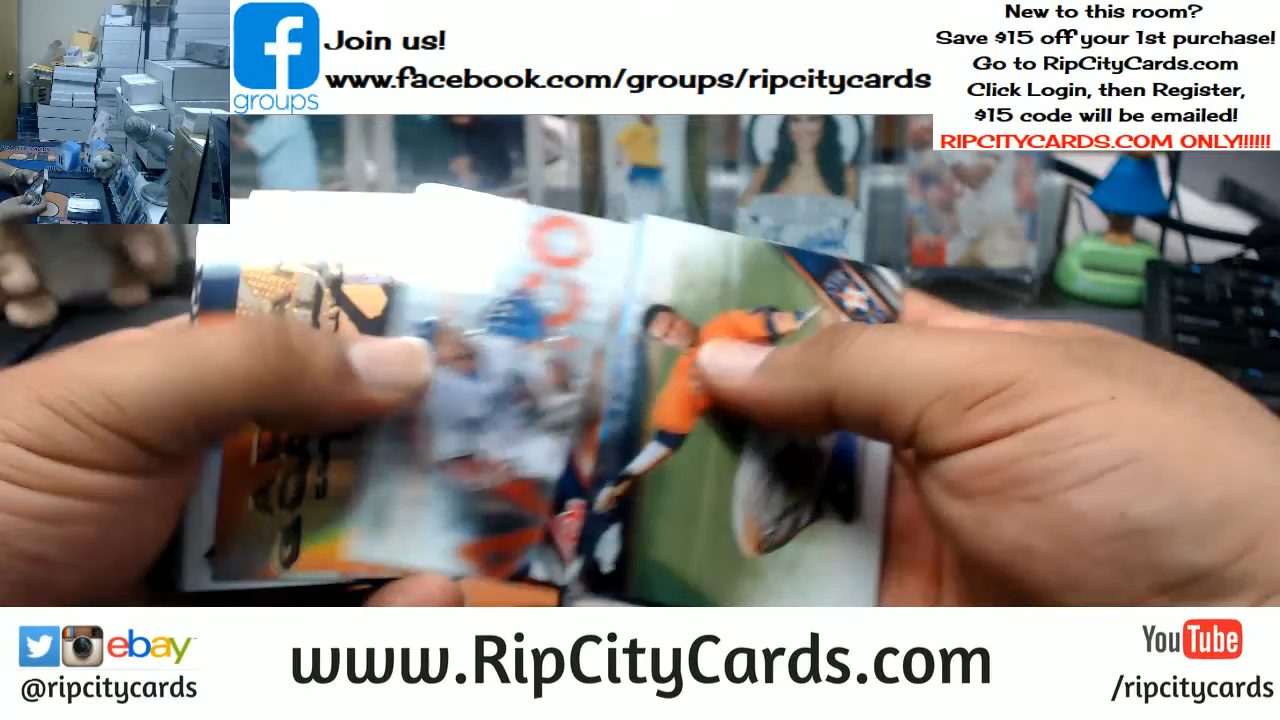 Join us!
www.facebook.com/groups/ripcitycards
groups
New to this room?
Save $15 off your 1st purchase!
Go to RipCityCards.com
Click Login, then Register,
$15 code will be emailed!
RIPCITYCARDS.COM ONLY!!!!!!
ebay
@ripcitycards
www.RipCityCards.com
YouTube
/ripcitycards